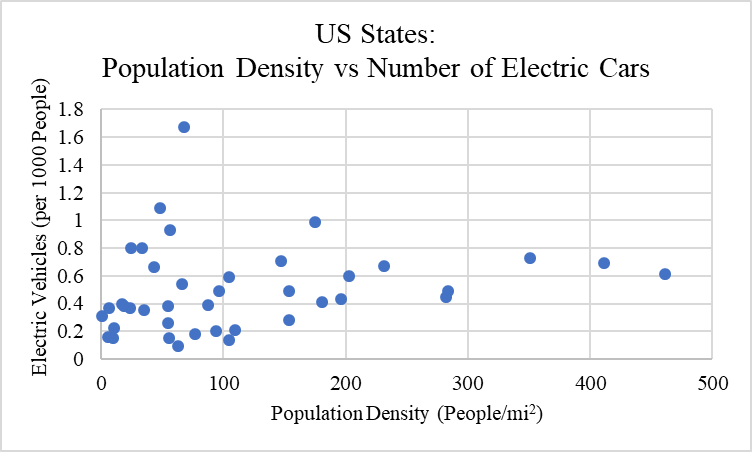 US States:
Population Density vs Number of Electric Cars
Electric Vehicles (per 1000 People)
1.8
1.6
1.4
1.2
1
0.8
0.6
0.4
0.2
0
0 100 200 300 400 500
Population Density (People/mi²)